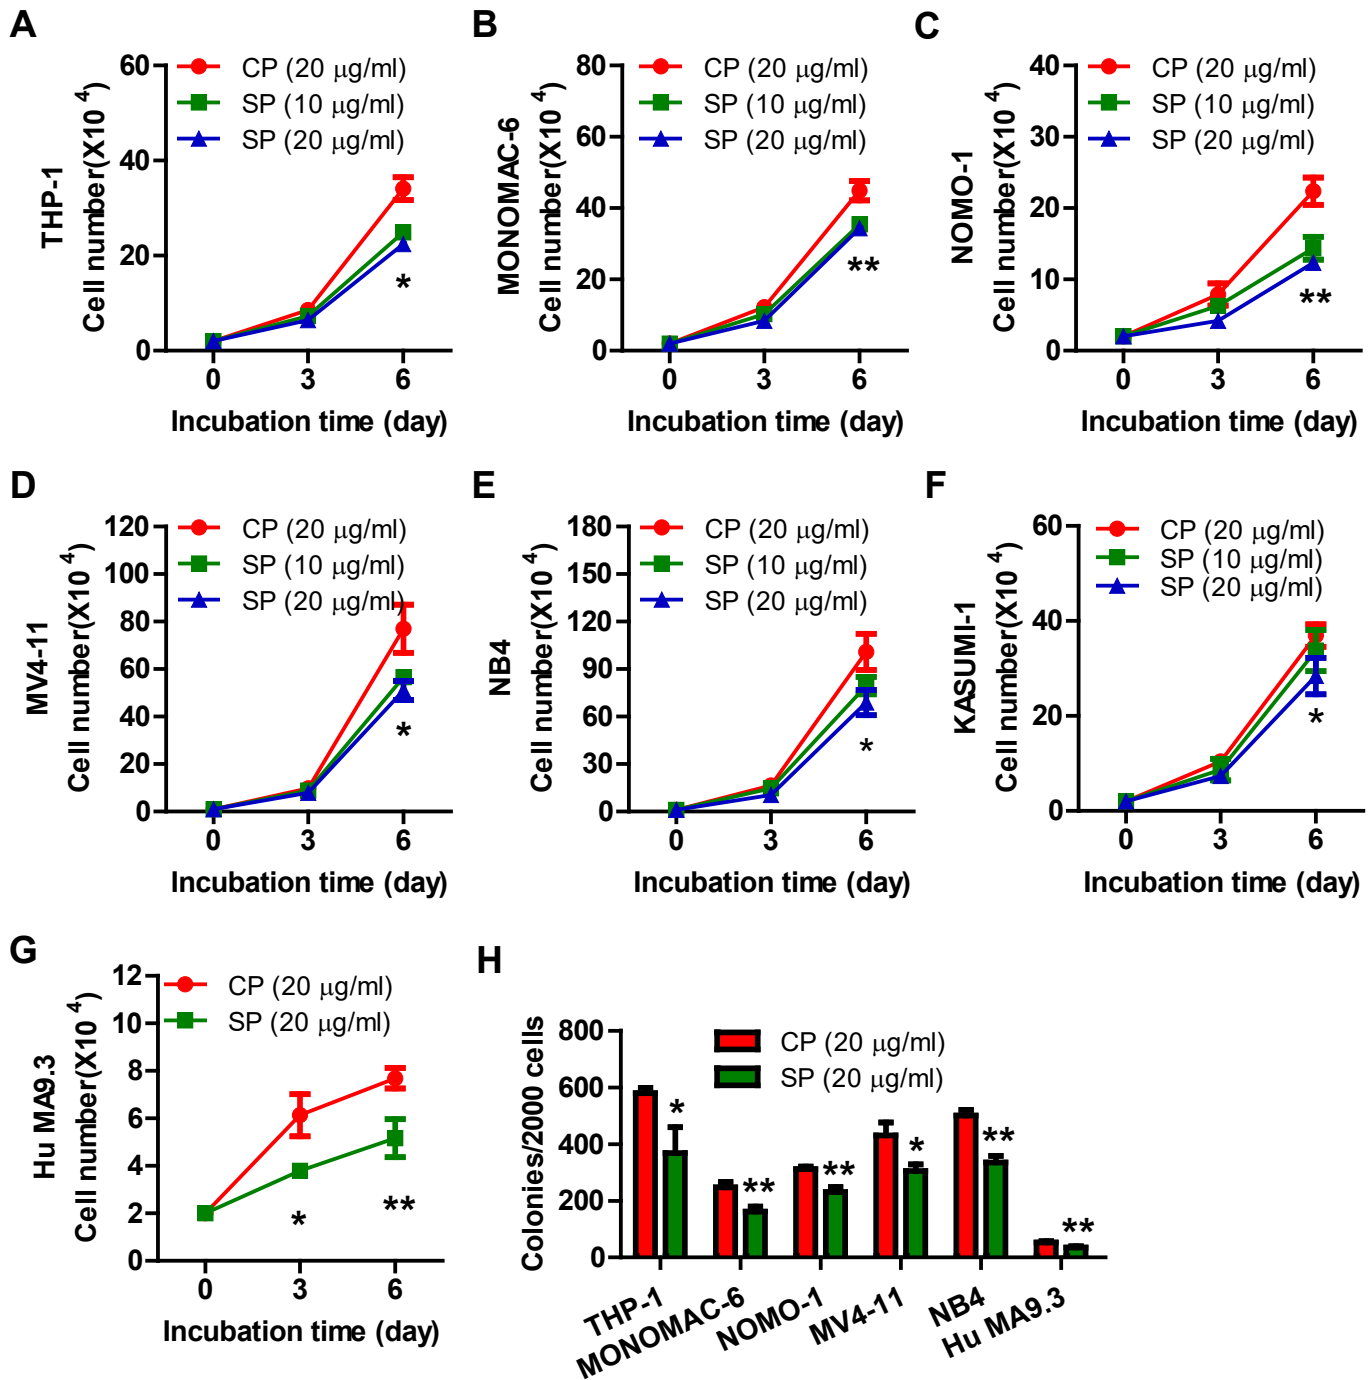 A
THP-1
Cell number(X10 4)
60
40
20
0
CP (20 μg/ml)
SP (10 μg/ml)
SP (20 μg/ml)
*
0 3 6
Incubation time (day)
B
MONOMAC-6
Cell number(X10 4)
80
60
40
20
0
CP (20 μg/ml)
SP (10 μg/ml)
SP (20 μg/ml)
**
0 3 6
Incubation time (day)
C
NOMO-1
Cell number(X10 4)
40
30
20
10
0
CP (20 μg/ml)
SP (10 μg/ml)
SP (20 μg/ml)
**
0 3 6
Incubation time (day)
D
MV4-11
Cell number(X10 4)
120
100
80
60
40
20
0
CP (20 μg/ml)
SP (10 μg/ml)
SP (20 μg/ml)
*
0 3 6
Incubation time (day)
E
NB4
Cell number(X10 4)
180
150
120
90
60
30
0
CP (20 μg/ml)
SP (10 μg/ml)
SP (20 μg/ml)
*
0 3 6
Incubation time (day)
F
KASUMI-1
Cell number(X10 4)
60
40
20
0
CP (20 μg/ml)
SP (10 μg/ml)
SP (20 μg/ml)
*
0 3 6
Incubation time (day)
G
Hu MA9.3
Cell number(X10 4)
12
10
8
6
4
2
0
CP (20 μg/ml)
SP (20 μg/ml)
* **
0 3 6
Incubation time (day)
H
Colonies/2000 cells
800
600
400
200
0
CP (20 μg/ml)
SP (20 μg/ml)
* ** ** * ** **
THP-1
MONOMAC-6
NOMO-1
MV4-11
NB4
Hu MA9.3